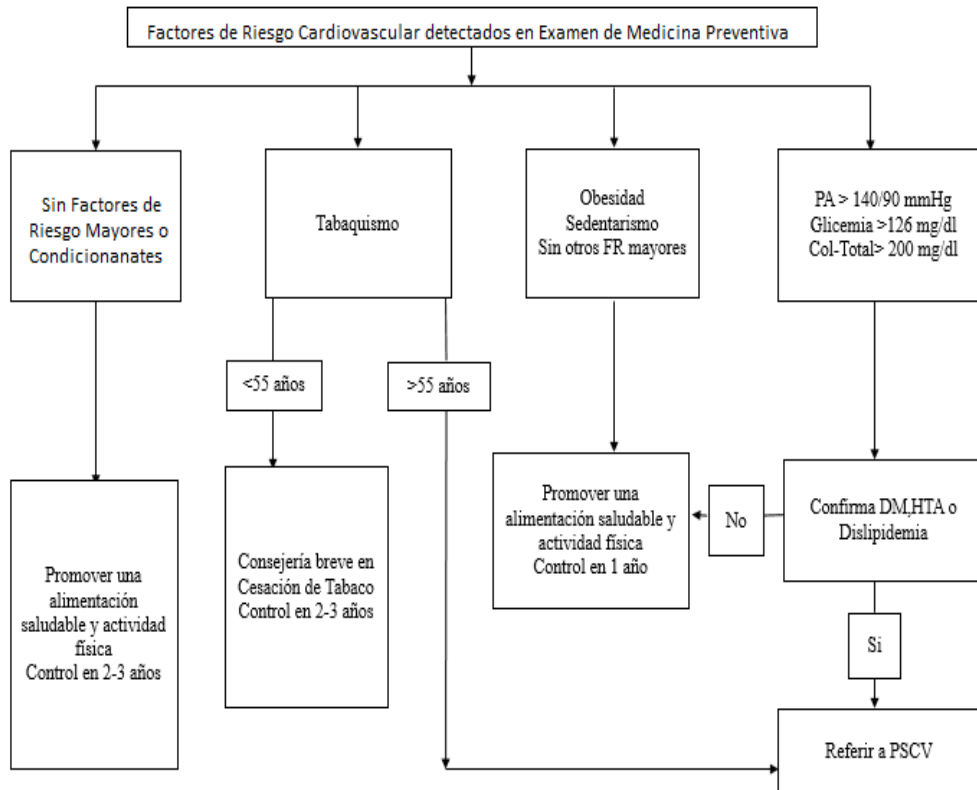 Factores de Riesgo Cardiovascular detectados en Examen de Medicina Preventiva
Sin Factores de
Riesgo Mayores o
Condicionanates
Tabaquismo
Obesidad
Sedentarismo
Sin otros FR mayores
PA > 140/90 mmHg
Glicemia >126 mg/dl
Col-Total> 200 mg/dl
<55 años
>55 años
Promover una
alimentación
saludable y actividad
física
Control en 2-3 años
Consejería breve en
Cesación de Tabaco
Control en 2-3 años
Promover una
alimentación saludable y
actividad física
Control en 1 año
No
Confirma DM,HTA o
Dislipidemia
Si
Referir a PSCV